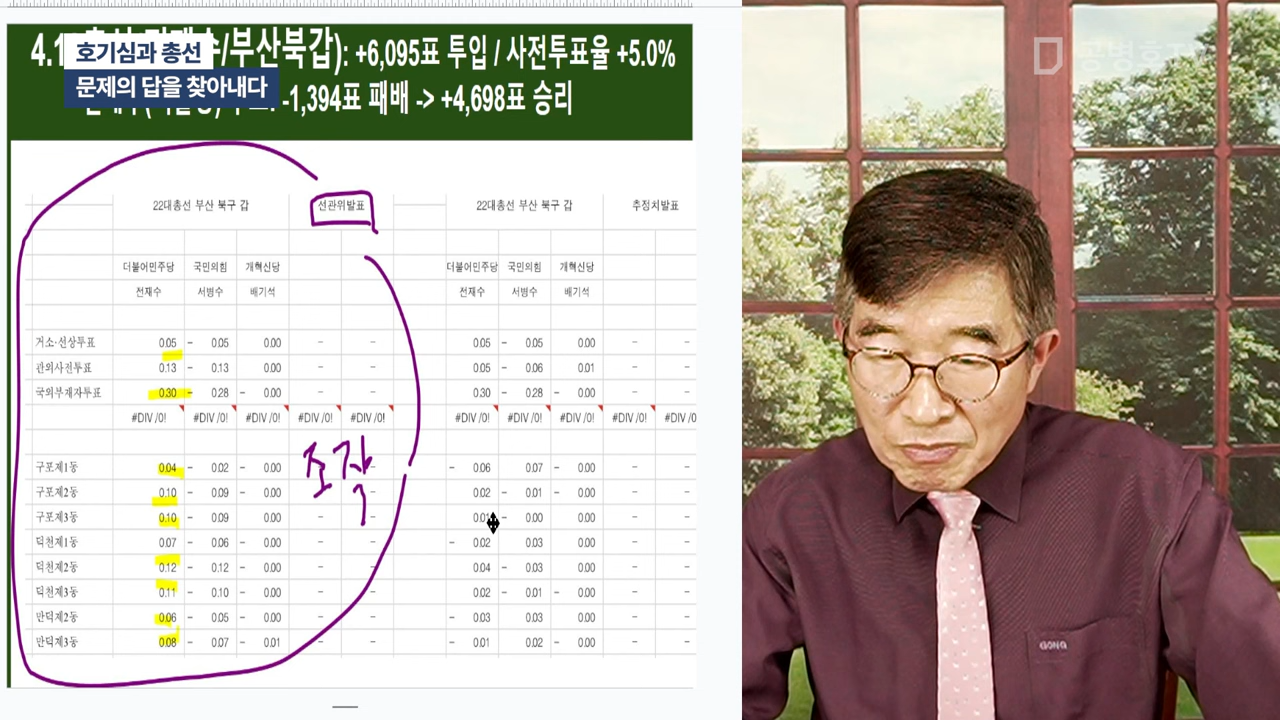 호기심과 총선
문제의 답을 찾아내다
4.1 /부산북갑): +6,095표 투입 / 사전투표율 +5.0%
-1,394표 패배 -> +4,698표 승리
22대총선 부산 북구 갑 선관위발표 22대총선 부산 북구 갑 추정치발표
더불어민주당 국민의힘 개혁신당 더불어민주당 국민의힘 개혁신당
전재수 서병수 배기석 전재수 서병수 배기석
거소·선상투표 0.05 - 0.05 0.00 - - 0.05 - 0.05 0.00 - -
관외사전투표 0.13 - 0.13 0.00 - - 0.05 - 0.06 0.01 - -
국외부재자투표 0.30 - 0.28 - 0.00 - - 0.30 - 0.28 - 0.00 - -
#DIV /0! #DIV /0! #DIV /0! #DIV /0! #DIV /0! #DIV /0! #DIV /0! #DIV /0! #DIV /0! #DIV /0
구포제1동 0.04 - 0.02 - 0.00 - - 0.06 0.07 - 0.00 - -
구포제2동 0.10 - 0.09 - 0.00 - - 0.02 - 0.01 - 0.00 - -
구포제3동 0.10 - 0.09 - 0.00 - - - 0.00 - 0.00 - -
덕천제1동 0.07 - 0.06 - 0.00 - - - 0.02 0.03 - 0.00 - -
덕천제2동 0.12 - 0.12 - 0.00 - - 0.04 - 0.03 - 0.00 - -
덕천제3동 0.11 - 0.10 - 0.00 - - 0.02 - 0.01 - 0.00 - -
만덕제2동 0.06 - 0.05 - 0.00 - - - 0.03 0.03 - 0.00 - -
만덕제3동 0.08 - 0.07 - 0.01 - - - 0.01 0.02 - 0.00 - -
조작
공병호
GONG